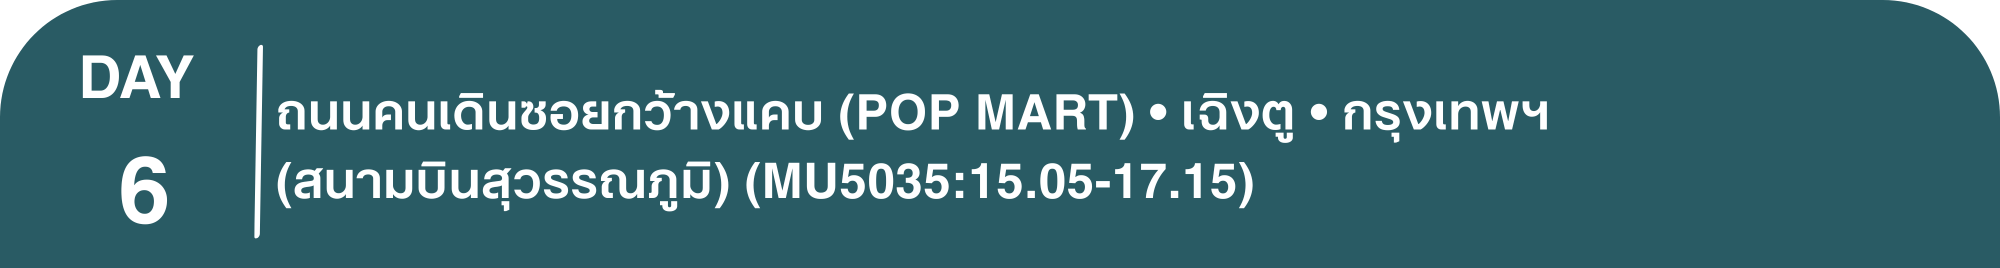 DAY
6
ถนนคนเดินซอยกว้างแคบ (POP MART) • เฉิงตู • กรุงเทพฯ
(สนามบินสุวรรณภูมิ) (MU5035:15.05-17.15)